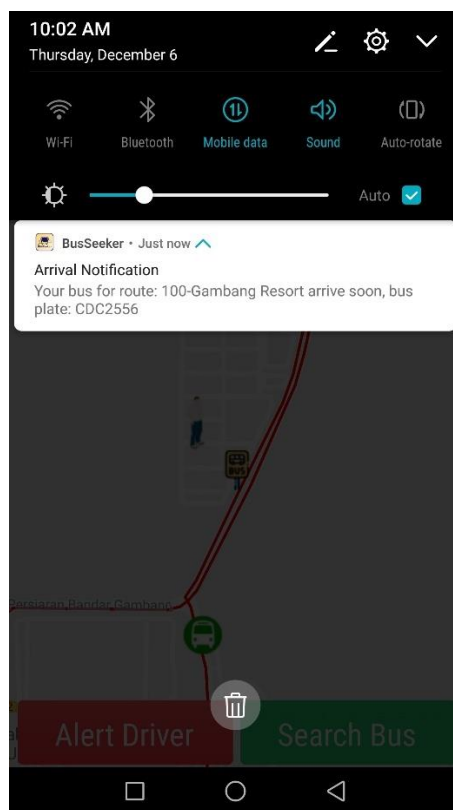 10:02 AM
Thursday, December 6
Wi-Fi Bluetooth Mobile data Sound Auto-rotate
Auto
BusSeeker • Just now
Arrival Notification
Your bus for route: 100-Gambang Resort arrive soon, bus
plate: CDC2556
BUS
Persiaran Bandar Gambang
Alert Driver Search Bus